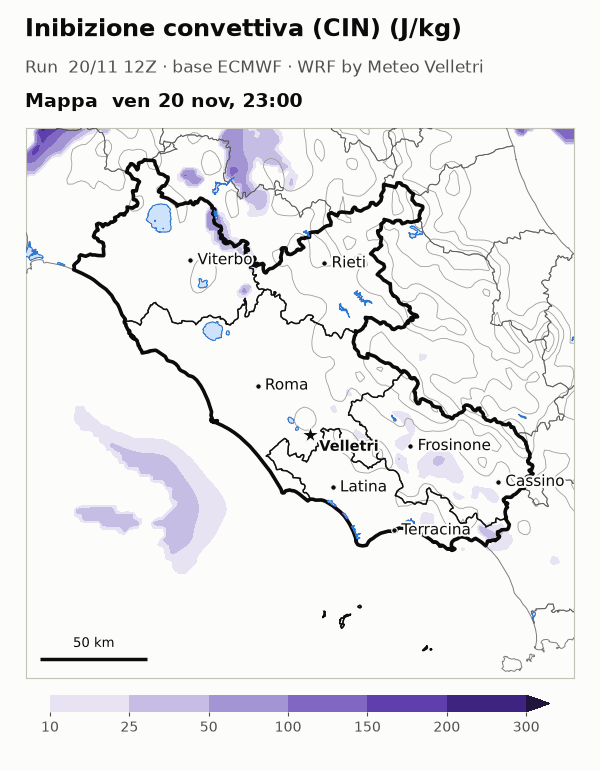 Inibizione convettiva (CIN) (J/kg)
Run  20/11 12Z · base ECMWF · WRF by Meteo Velletri
Mappa  ven 20 nov, 23:00
Viterbo
Rieti
Roma
Velletri
Frosinone
Latina
Cassino
Terracina
50 km
10 25 50 100 150 200 300